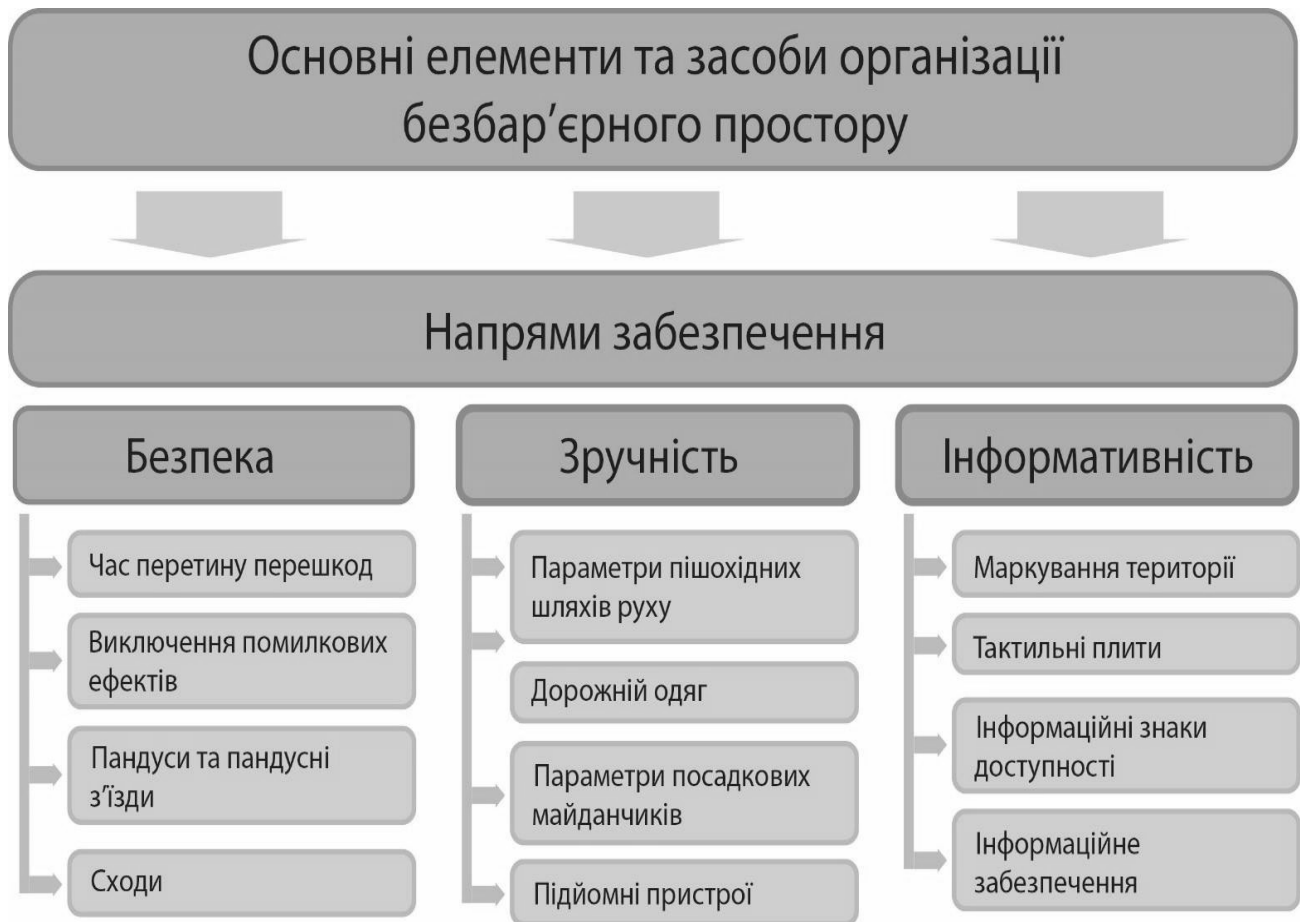 Основні елементи та засоби організації
безбар’єрного простору
Напрями забезпечення
Безпека
Час перетину перешкод
Виключення помилкових
ефектів
Пандуси та пандусні
з’їзди
Сходи
Зручність
Параметри пішохідних
шляхів руху
Дорожній одяг
Параметри посадкових
майданчиків
Підйомні пристрої
Інформативність
Маркування території
Тактильні плити
Інформаційні знаки
доступності
Інформаційне
забезпечення